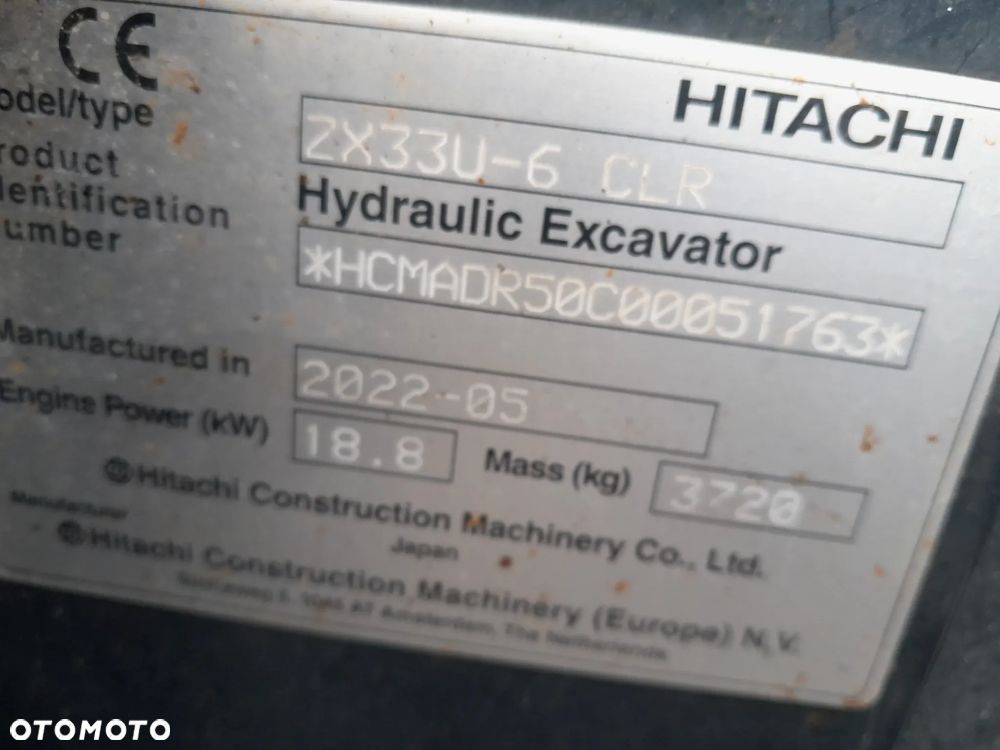 CE
HITACHI
odel/type ZX33U-6 CLR
roduct
dentification
umber
Hydraulic Excavator
*HCMADR50C00051763*
Manufactured in 2022-05
Engine Power (kW) 18.8 Mass (kg) 3720
Hitachi Construction Machinery Co., Ltd.
Japan
Manufacturer
Hitachi Construction Machinery (Europe) N.V.
5, AT Amsterdam, The Netherlands
OTOMOTO